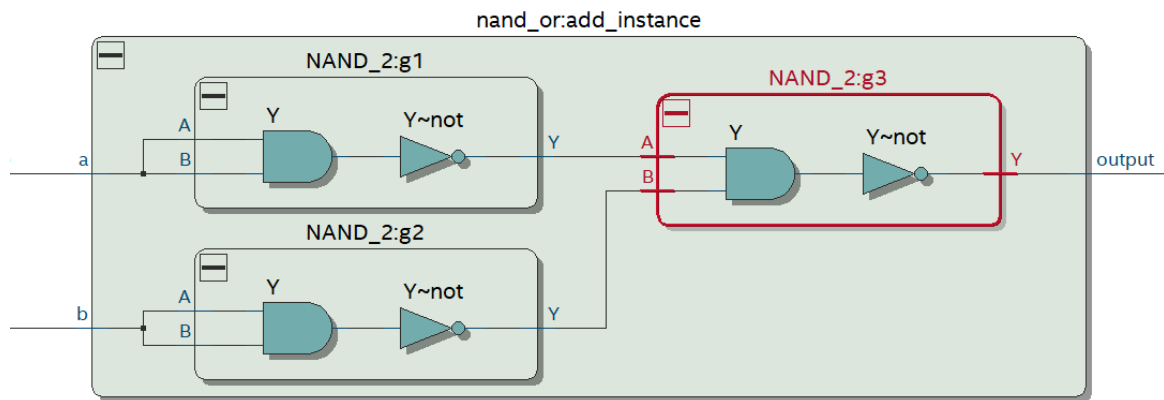 nand_or:add_instance
NAND_2:g1
NAND_2:g3
Y
Y~not
A
B
Y
a
Y
Y~not
A
B
Y
output
NAND_2:g2
Y
Y~not
A
B
Y
b